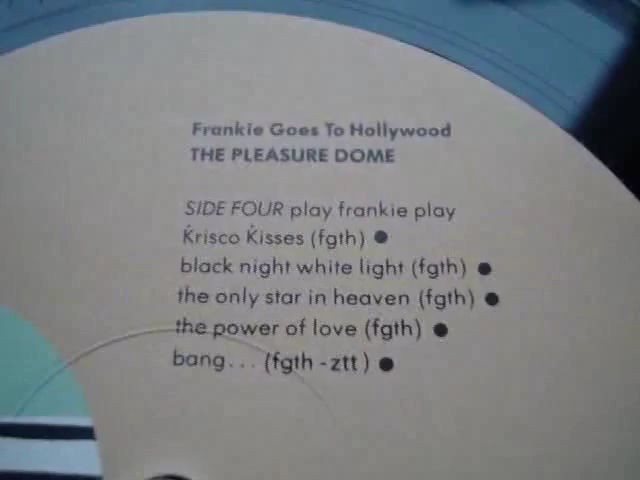 Frankie Goes To Hollywood
THE PLEASURE DOME
SIDE FOUR play frankie play
Ḱrisco Ḱisses (fgth) ●
black night white light (fgth) ●
the only star in heaven (fgth) ●
the power of love (fgth) ●
bang... (fgth - ztt) ●